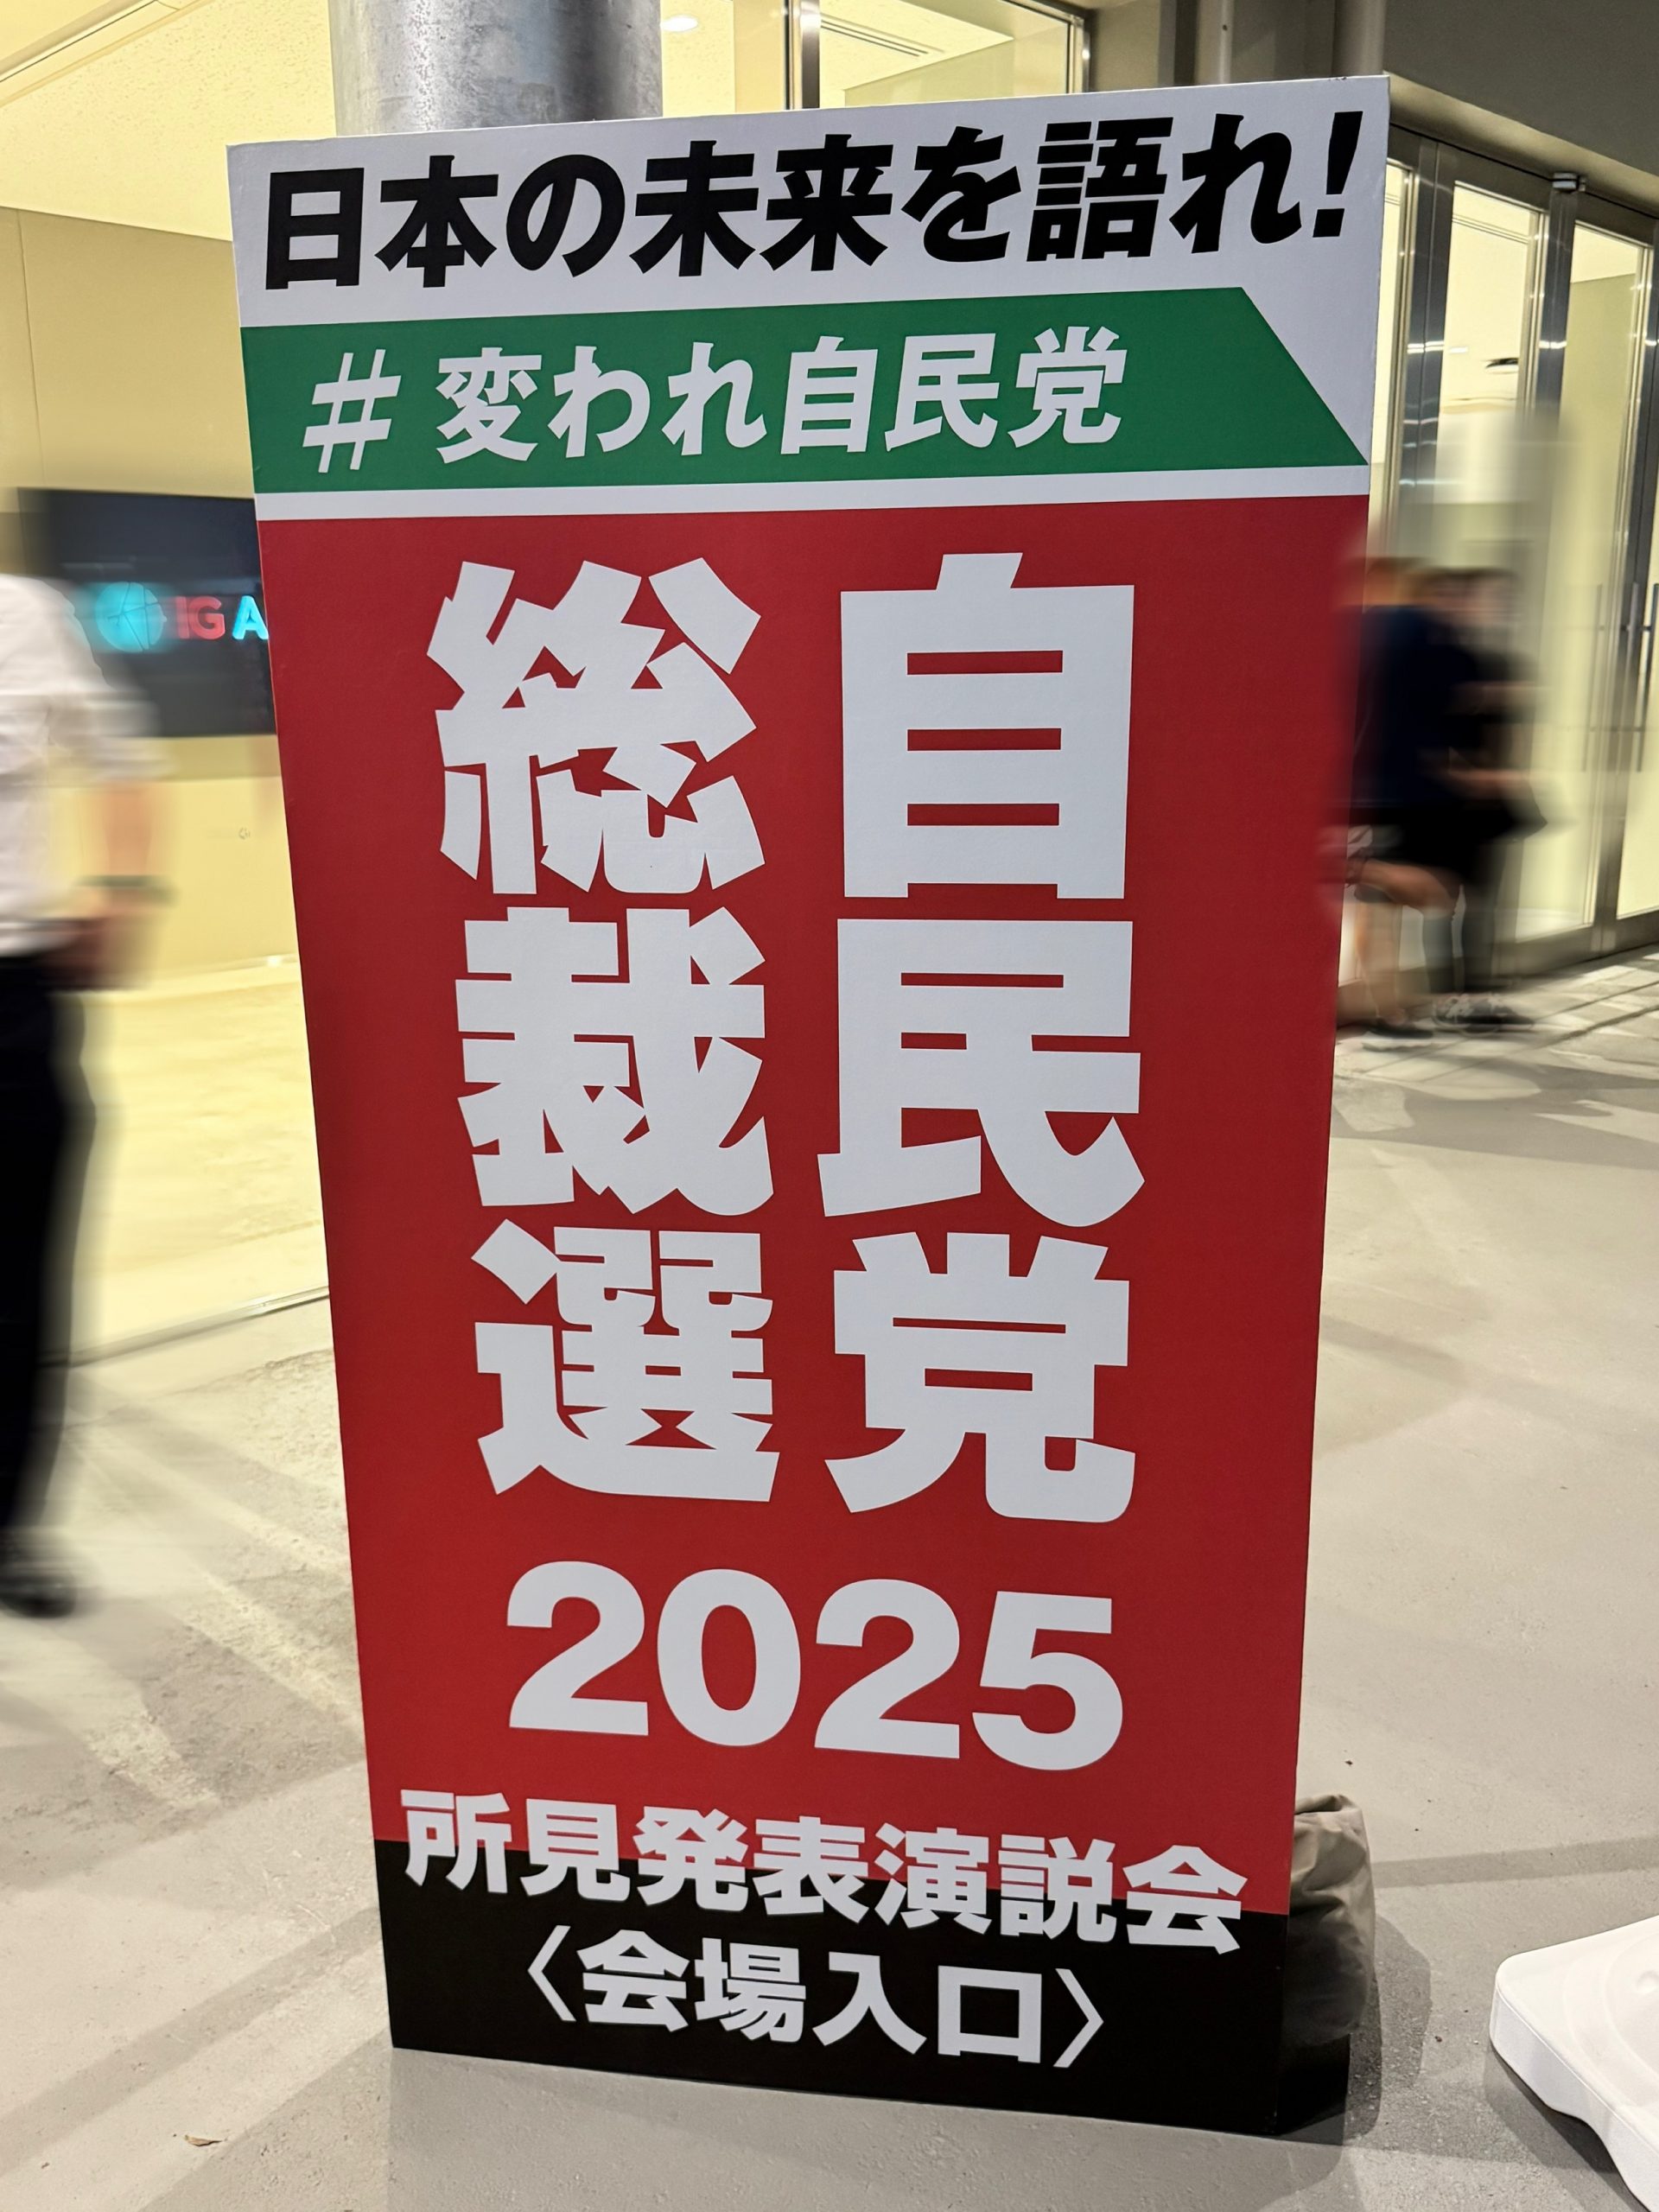 日本の未来を語れ!
#変われ自民党
自民党
総裁選
2025
所見発表演説会
〈会場入口〉
IG A